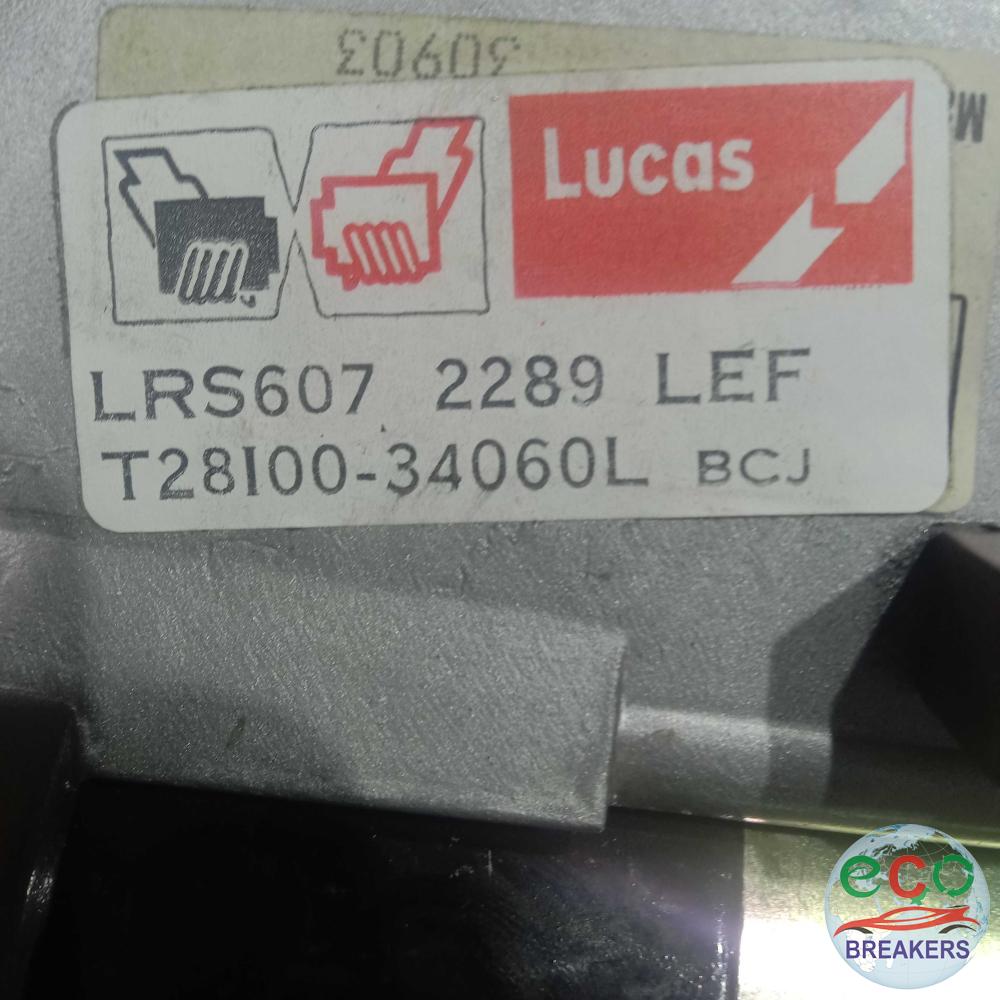 30903
Lucas
LRS607 2289 LEF
T28100-34060L BCJ
eco
BREAKERS